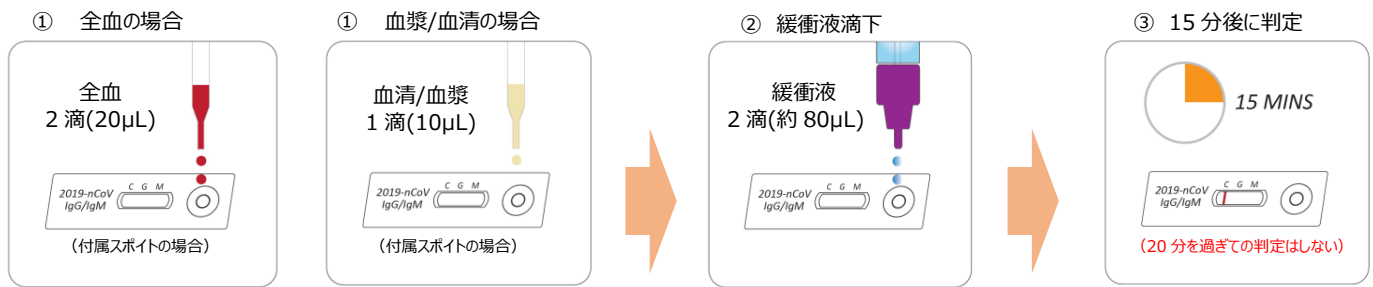 ① 全血の場合
全血
2 滴(20µL)
2019-nCoV
IgG/IgM
C G M
（付属スポイトの場合）
① 血漿/血清の場合
血清/血漿
1 滴(10µL)
2019-nCoV
IgG/IgM
C G M
（付属スポイトの場合）
② 緩衝液滴下
緩衝液
2 滴(約 80µL)
2019-nCoV
IgG/IgM
C G M
③ 15 分後に判定
15 MINS
2019-nCoV
IgG/IgM
C G M
（20 分を過ぎての判定はしない）